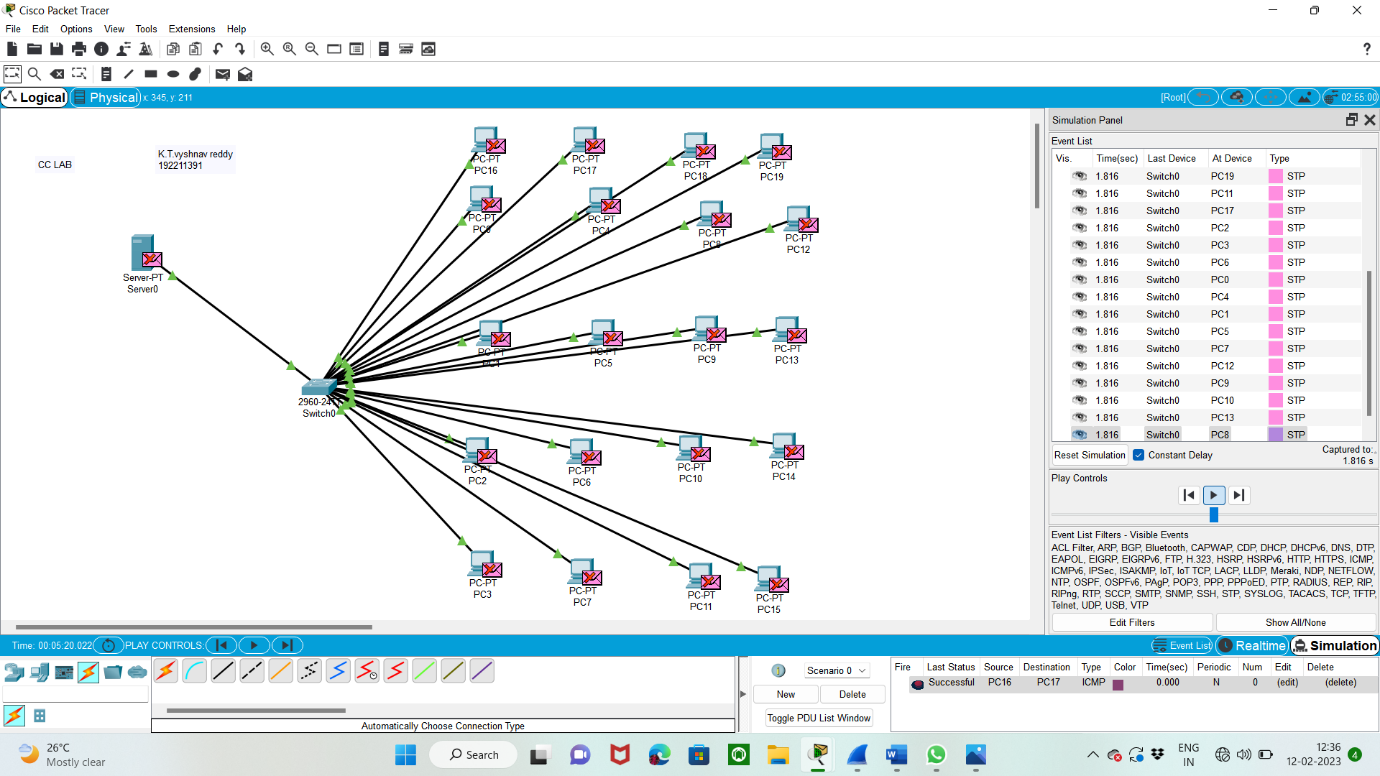 Cisco Packet Tracer
File Edit Options View Tools Extensions Help
?
Logical Physical x: 345, y: 211 [Root] 02:55:00
CC LAB
K.T.vyshnav reddy
192211391
PC-PT
PC16
PC-PT
PC17
PC-PT
PC18
PC-PT
PC19
PC-PT
PC0
PC-PT
PC4
PC-PT
PC8
PC-PT
PC12
Server-PT
Server0
PC-PT
PC1
PC-PT
PC5
PC-PT
PC9
PC-PT
PC13
2960-24TT
Switch0
PC-PT
PC2
PC-PT
PC6
PC-PT
PC10
PC-PT
PC14
PC-PT
PC3
PC-PT
PC7
PC-PT
PC11
PC-PT
PC15
Simulation Panel
Event List
Vis. Time(sec) Last Device At Device Type
1.816 Switch0 PC19 STP
1.816 Switch0 PC11 STP
1.816 Switch0 PC17 STP
1.816 Switch0 PC2 STP
1.816 Switch0 PC3 STP
1.816 Switch0 PC6 STP
1.816 Switch0 PC0 STP
1.816 Switch0 PC4 STP
1.816 Switch0 PC1 STP
1.816 Switch0 PC5 STP
1.816 Switch0 PC7 STP
1.816 Switch0 PC12 STP
1.816 Switch0 PC9 STP
1.816 Switch0 PC10 STP
1.816 Switch0 PC13 STP
1.816 Switch0 PC8 STP
Reset Simulation Constant Delay Captured to:
1.816 s
Play Controls
Event List Filters - Visible Events
ACL Filter, ARP, BGP, Bluetooth, CAPWAP, CDP, DHCP, DHCPv6, DNS, DTP,
EAPOL, EIGRP, EIGRPv6, FTP, H.323, HSRP, HSRPv6, HTTP, HTTPS, ICMP,
ICMPv6, IPSec, ISAKMP, IoT, IoT TCP, LACP, LLDP, Meraki, NDP, NETFLOW,
NTP, OSPF, OSPFv6, PAgP, POP3, PPP, PPPoED, PTP, RADIUS, REP, RIP,
RIPng, RTP, SCCP, SMTP, SNMP, SSH, STP, SYSLOG, TACACS, TCP, TFTP,
Telnet, UDP, USB, VTP
Edit Filters Show All/None
Time: 00:05:20.022 PLAY CONTROLS: Event List Realtime Simulation
Automatically Choose Connection Type
Scenario 0
New Delete
Toggle PDU List Window
Fire Last Status Source Destination Type Color Time(sec) Periodic Num Edit Delete
Successful PC16 PC17 ICMP 0.000 N 0 (edit) (delete)
26°C
Mostly clear
Search
ENG
IN
12:36
12-02-2023
4